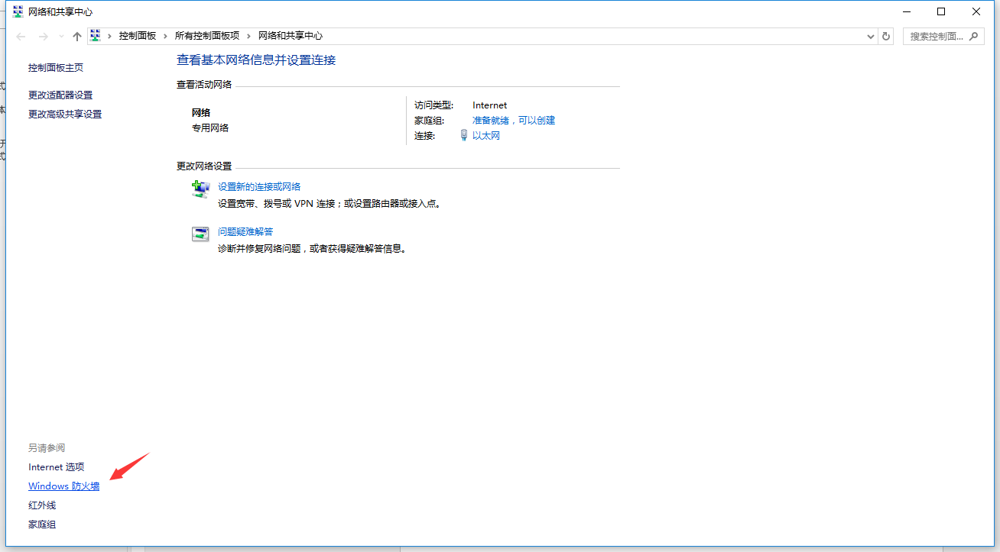 网络和共享中心
控制面板 所有控制面板项 网络和共享中心
搜索控制面...
控制面板主页
更改适配器设置
更改高级共享设置
查看基本网络信息并设置连接
查看活动网络
网络
专用网络
访问类型: Internet
家庭组: 准备就绪，可以创建
连接: 以太网
更改网络设置
设置新的连接或网络
设置宽带、拨号或 VPN 连接；或设置路由器或接入点。
问题疑难解答
诊断并修复网络问题，或者获得疑难解答信息。
另请参阅
Internet 选项
Windows 防火墙
红外线
家庭组